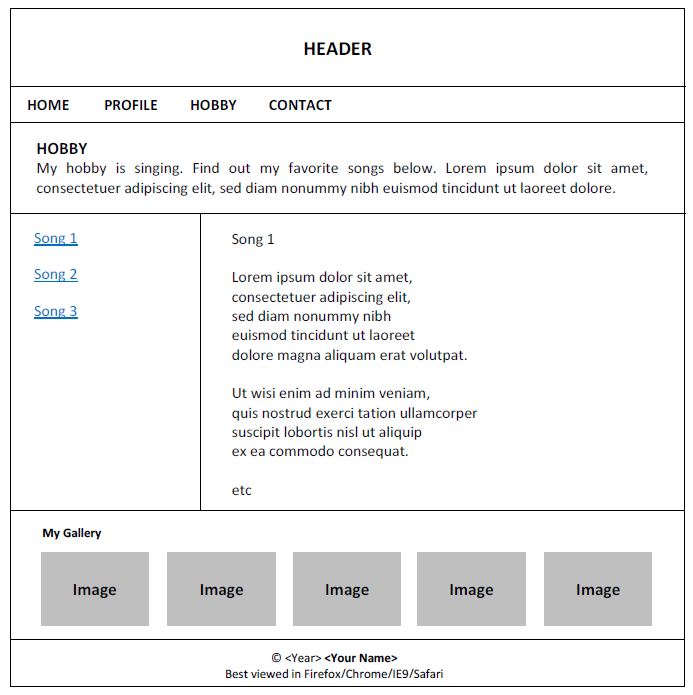 HEADER
HOME PROFILE HOBBY CONTACT
HOBBY
My hobby is singing. Find out my favorite songs below. Lorem ipsum dolor sit amet,
consectetuer adipiscing elit, sed diam nonummy nibh euismod tincidunt ut laoreet dolore.
Song 1
Song 2
Song 3
Song 1
Lorem ipsum dolor sit amet,
consectetuer adipiscing elit,
sed diam nonummy nibh
euismod tincidunt ut laoreet
dolore magna aliquam erat volutpat.
Ut wisi enim ad minim veniam,
quis nostrud exerci tation ullamcorper
suscipit lobortis nisl ut aliquip
ex ea commodo consequat.
etc
My Gallery
Image Image Image Image Image
© <Year> <Your Name>
Best viewed in Firefox/Chrome/IE9/Safari